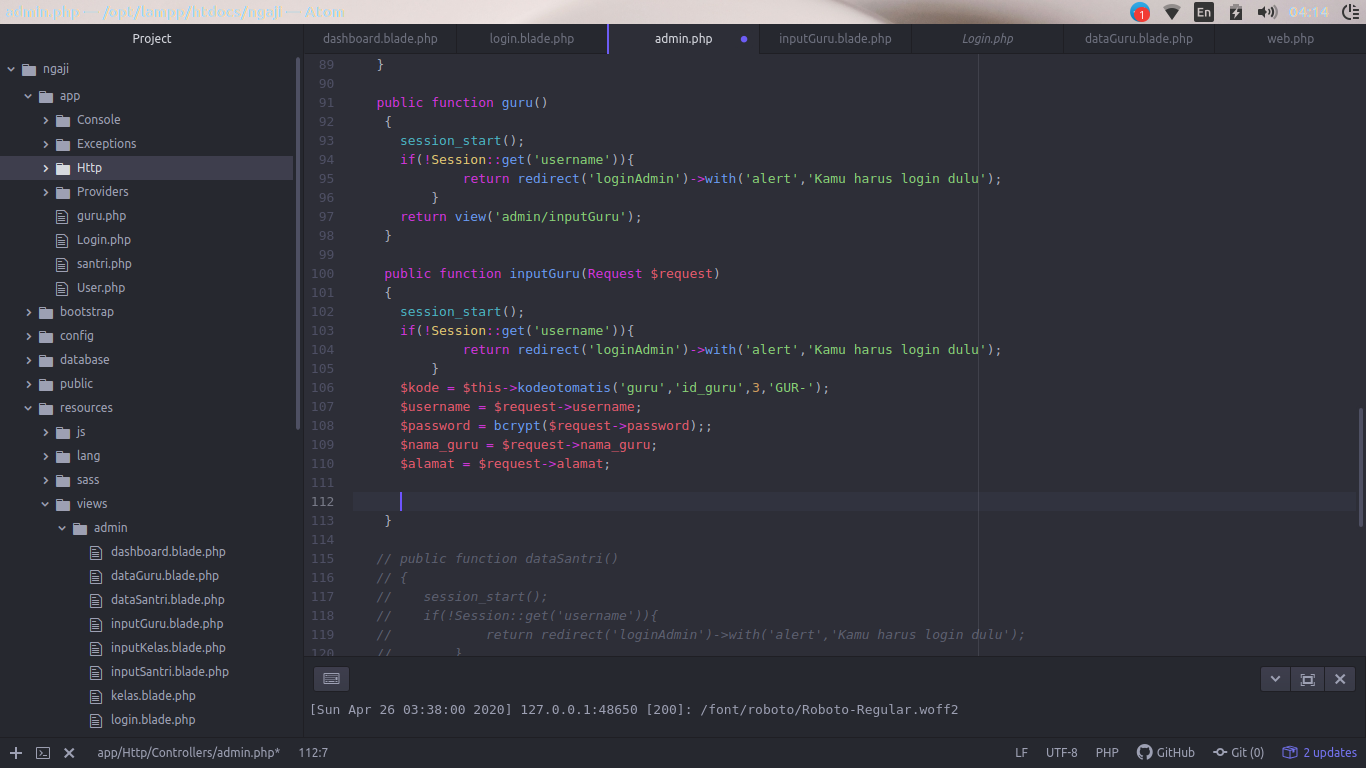 admin.php — /opt/lampp/htdocs/ngaji — Atom
1 En 04:14
Project
dashboard.blade.php login.blade.php admin.php inputGuru.blade.php Login.php dataGuru.blade.php web.php
ngaji
app
Console
Exceptions
Http
Providers
guru.php
Login.php
santri.php
User.php
bootstrap
config
database
public
resources
js
lang
sass
views
admin
dashboard.blade.php
dataGuru.blade.php
dataSantri.blade.php
inputGuru.blade.php
inputKelas.blade.php
inputSantri.blade.php
kelas.blade.php
login.blade.php
89 }
90
91 public function guru()
92 {
93 session_start();
94 if(!Session::get('username')){
95 return redirect('loginAdmin')->with('alert','Kamu harus login dulu');
96 }
97 return view('admin/inputGuru');
98 }
99
100 public function inputGuru(Request $request)
101 {
102 session_start();
103 if(!Session::get('username')){
104 return redirect('loginAdmin')->with('alert','Kamu harus login dulu');
105 }
106 $kode = $this->kodeotomatis('guru','id_guru',3,'GUR-');
107 $username = $request->username;
108 $password = bcrypt($request->password);;
109 $nama_guru = $request->nama_guru;
110 $alamat = $request->alamat;
111
112
113 }
114
115 // public function dataSantri()
116 // {
117 // session_start();
118 // if(!Session::get('username')){
119 // return redirect('loginAdmin')->with('alert','Kamu harus login dulu');
120 // }
[Sun Apr 26 03:38:00 2020] 127.0.0.1:48650 [200]: /font/roboto/Roboto-Regular.woff2
app/Http/Controllers/admin.php* 112:7 LF UTF-8 PHP GitHub Git (0) 2 updates